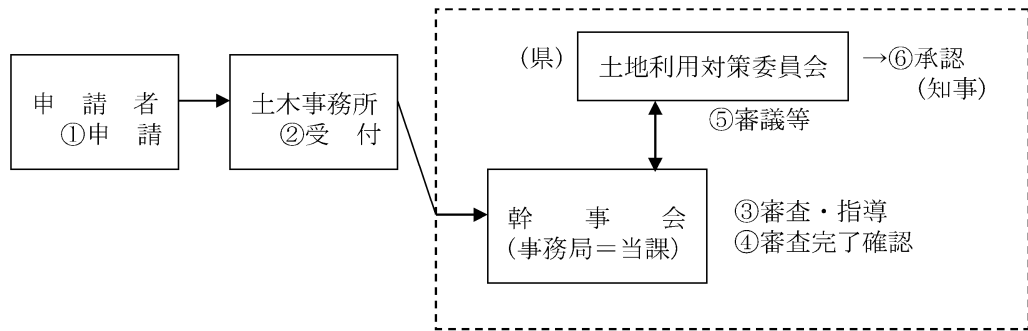 申請者
①申請
土木事務所
②受付
(県)
土地利用対策委員会
→⑥承認
(知事)
⑤審議等
幹事会
(事務局＝当課)
③審査・指導
④審査完了確認